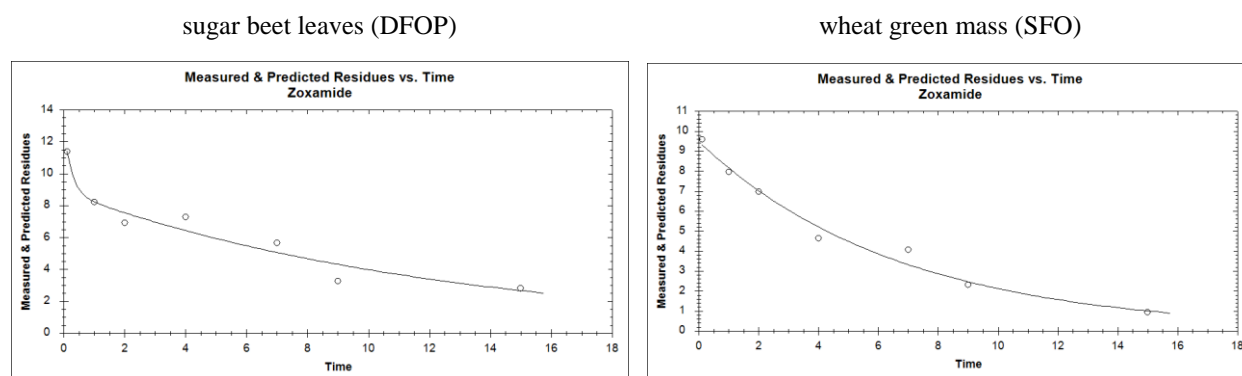 sugar beet leaves (DFOP)
Measured & Predicted Residues vs. Time
Zoxamide
Measured & Predicted Residues
14
12
10
8
6
4
2
0
0 2 4 6 8 10 12 14 16 18
Time
wheat green mass (SFO)
Measured & Predicted Residues vs. Time
Zoxamide
Measured & Predicted Residues
11
10
9
8
7
6
5
4
3
2
1
0
0 2 4 6 8 10 12 14 16 18
Time